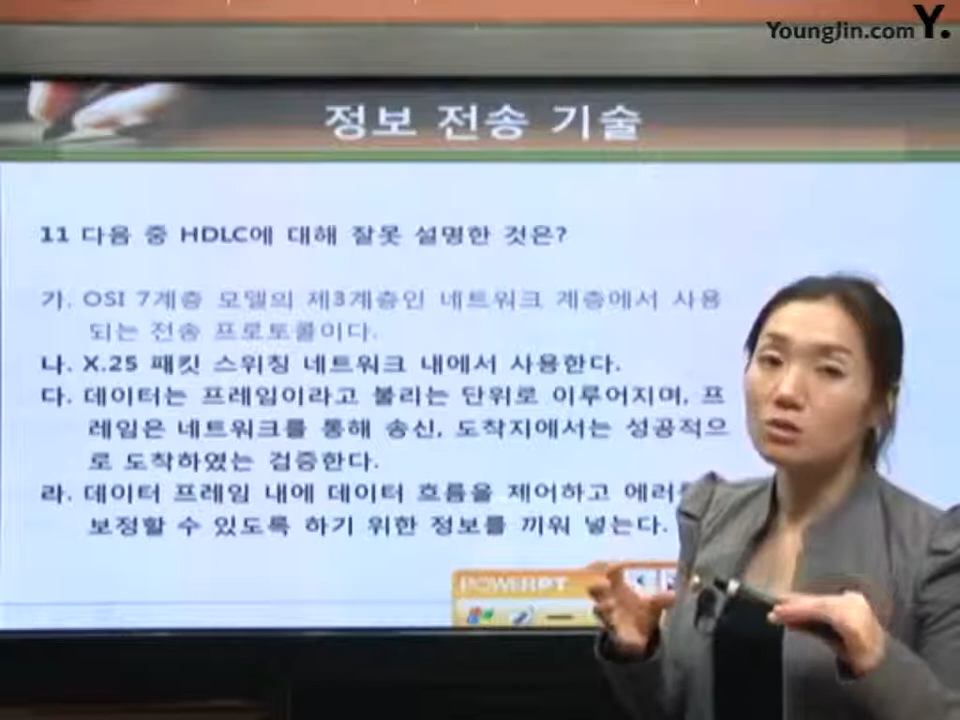 YoungJin.com Y.
정보 전송 기술
11 다음 중 HDLC에 대해 잘못 설명한 것은?
가. OSI 7계층 모델의 제3계층인 네트워크 계층에서 사용
되는 전송 프로토콜이다.
나. X.25 패킷 스위칭 네트워크 내에서 사용한다.
다. 데이터는 프레임이라고 불리는 단위로 이루어지며, 프
레임은 네트워크를 통해 송신, 도착지에서는 성공적으
로 도착하였는 검증한다.
라. 데이터 프레임 내에 데이터 흐름을 제어하고 에러
보정할 수 있도록 하기 위한 정보를 끼워 넣는다.
POWERPT